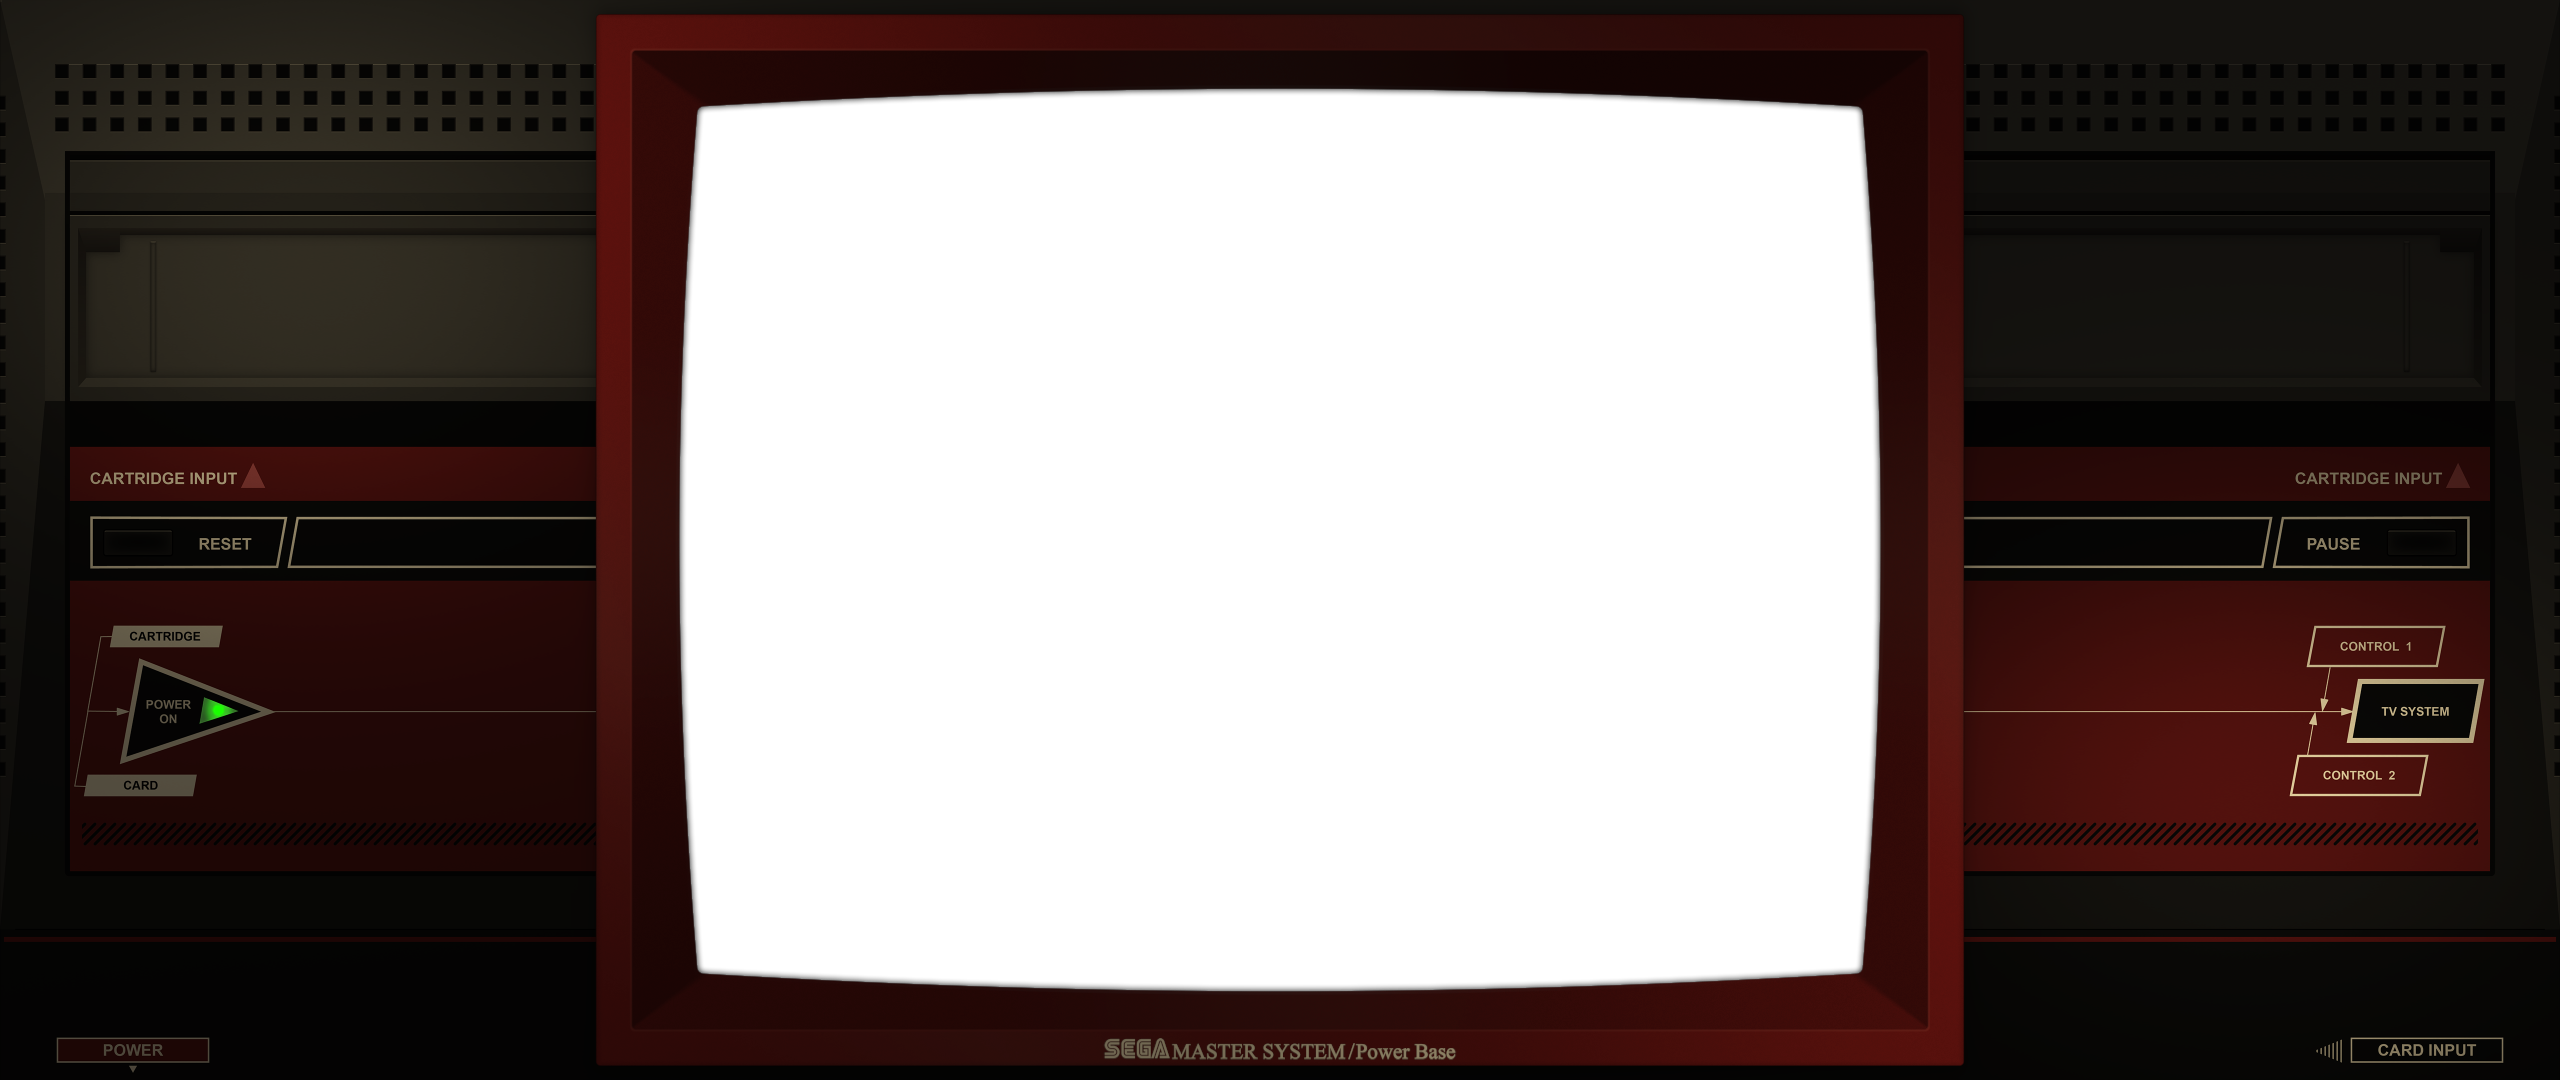 CARTRIDGE INPUT
CARTRIDGE INPUT
RESET
PAUSE
CARTRIDGE
POWER
ON
CARD
CONTROL 1
TV SYSTEM
CONTROL 2
SEGA MASTER SYSTEM/Power Base
POWER
CARD INPUT